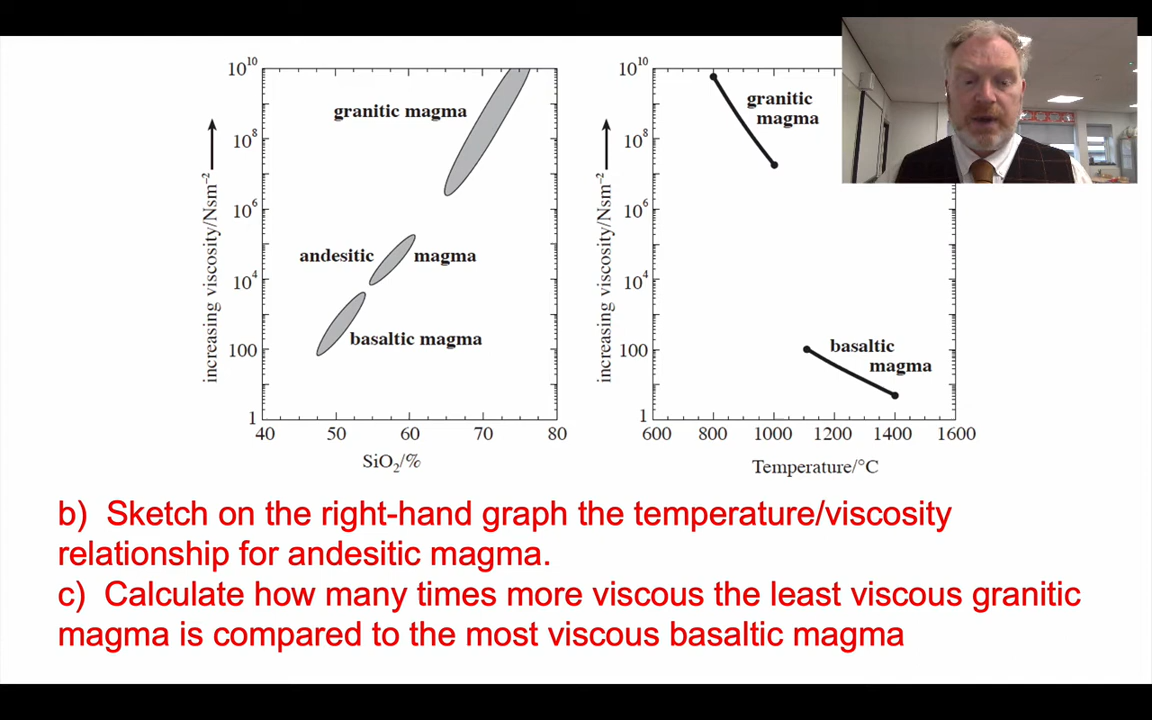 10¹⁰
10⁸
10⁶
10⁴
100
1
increasing viscosity/Nsm⁻²
granitic magma
andesitic magma
basaltic magma
40 50 60 70 80
SiO₂/%
10¹⁰
10⁸
10⁶
10⁴
100
1
increasing viscosity/Nsm⁻²
granitic
magma
basaltic
magma
600 800 1000 1200 1400 1600
Temperature/°C
b) Sketch on the right-hand graph the temperature/viscosity
relationship for andesitic magma.
c) Calculate how many times more viscous the least viscous granitic
magma is compared to the most viscous basaltic magma